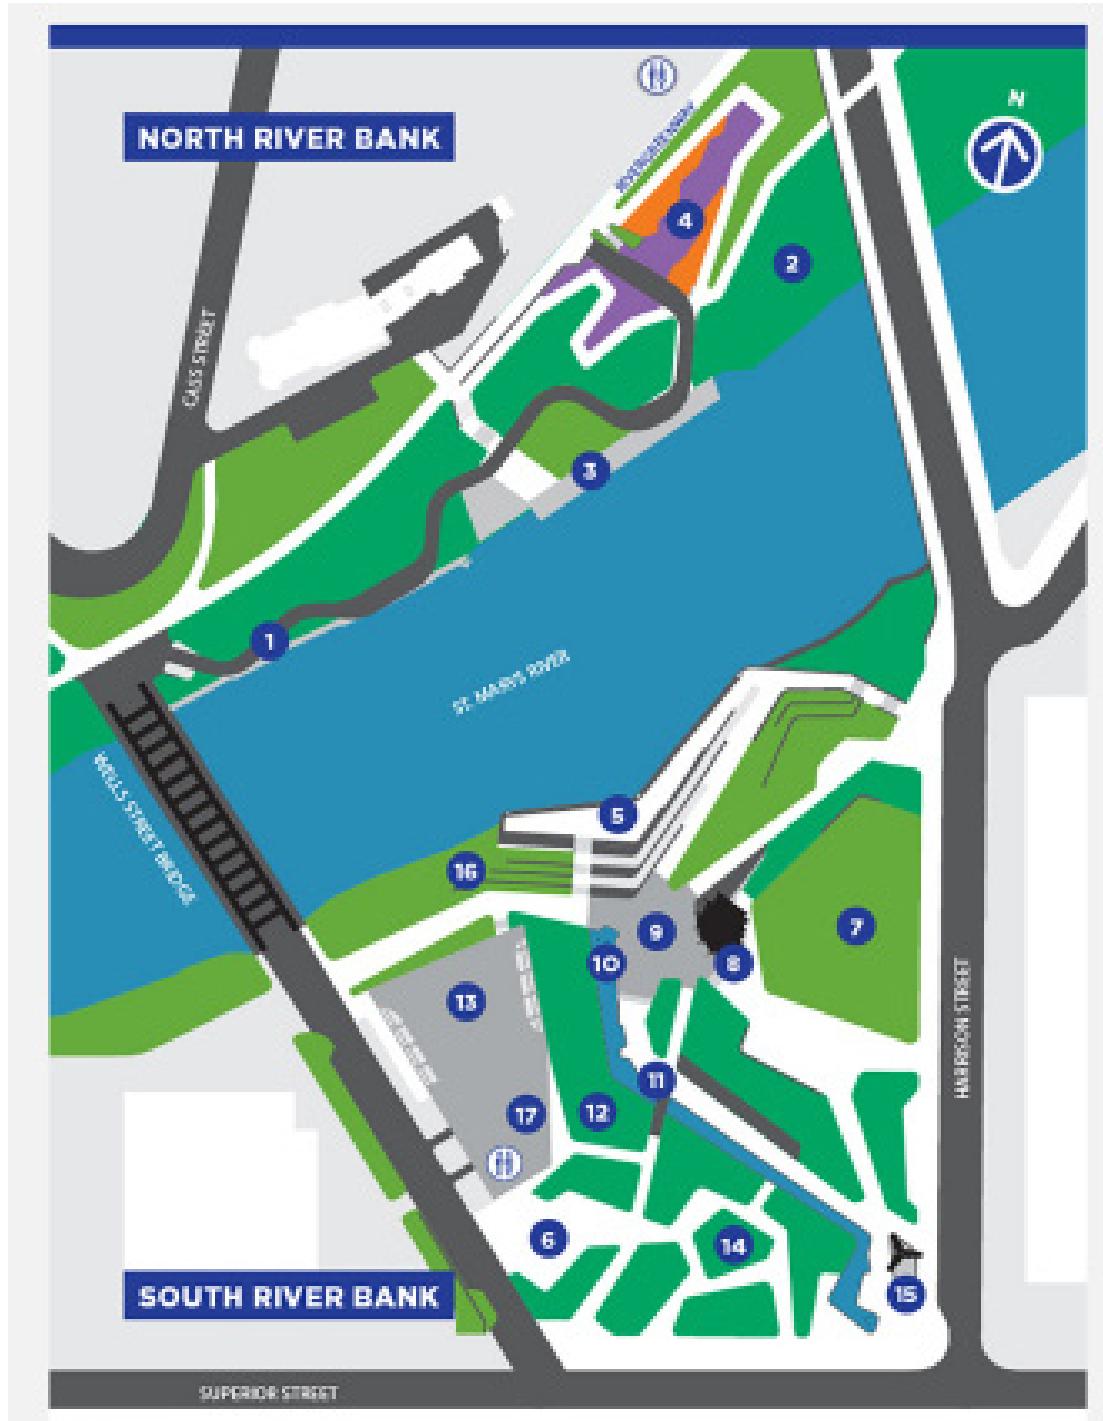 N
NORTH RIVER BANK
4
2
CASS STREET
3
1
ST. MARYS RIVER
WELLS STREET BRIDGE
5
16
7
9
10
8
13
HARRISON STREET
11
17
12
6
14
SOUTH RIVER BANK
15
SUPERIOR STREET